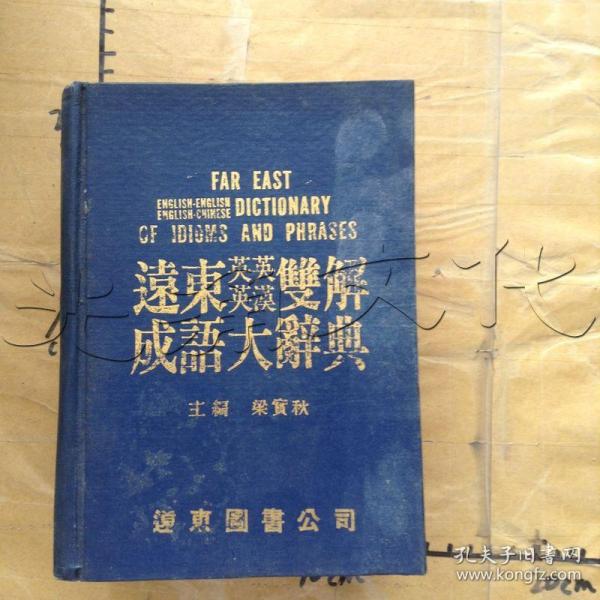 FAR EAST
ENGLISH-ENGLISH
ENGLISH-CHINESE DICTIONARY
OF IDIOMS AND PHRASES
遠東英英英漢雙解
成語大辭典
主編 梁實秋
遠東圖書公司
10cm
20cm
孔夫子旧书网
www.kongfz.com